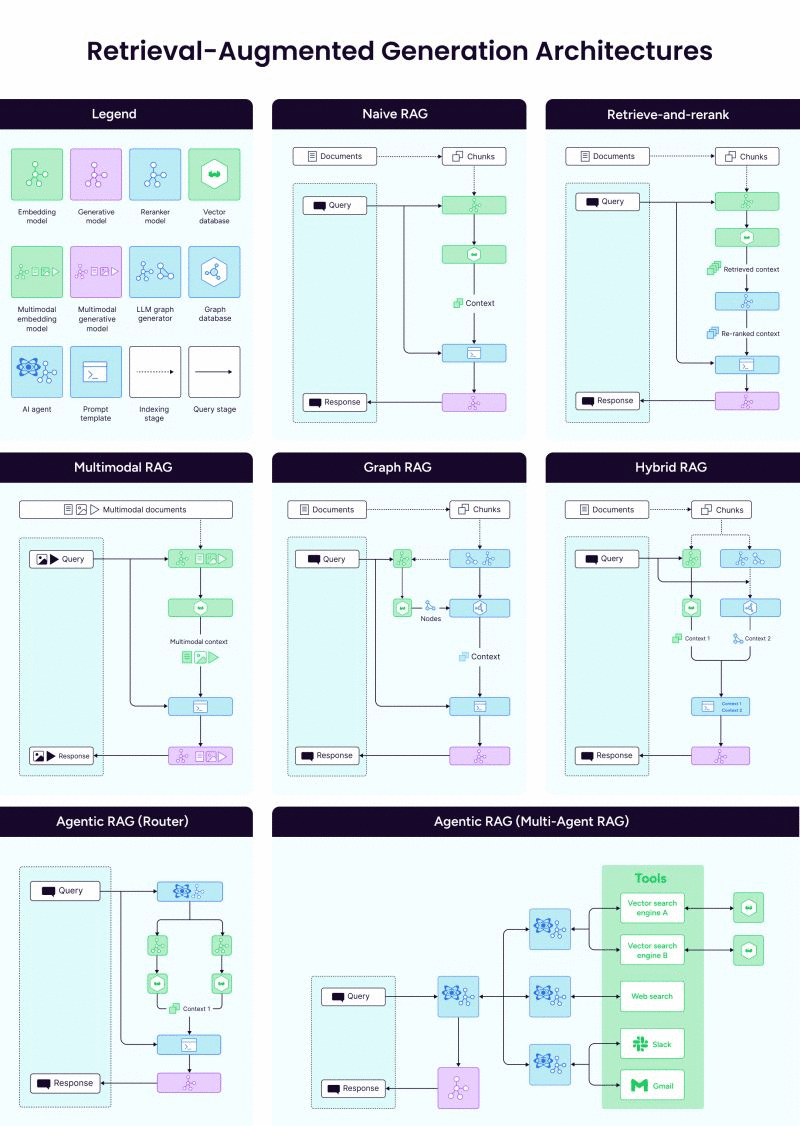 Retrieval-Augmented Generation Architectures
Legend
Embedding
model
Generative
model
Reranker
model
Vector
database
Multimodal
embedding
model
Multimodal
generative
model
LLM graph
generator
Graph
database
AI agent
Prompt
template
Indexing
stage
Query stage
Naive RAG
Documents
Chunks
Query
Context
Response
Retrieve-and-rerank
Documents
Chunks
Query
Retrieved context
Re-ranked context
Response
Multimodal RAG
Multimodal documents
Query
Multimodal context
Response
Graph RAG
Documents
Chunks
Query
Nodes
Context
Response
Hybrid RAG
Documents
Chunks
Query
Context 1
Context 2
Context 1
Context 2
Response
Agentic RAG (Router)
Query
Context 1
Response
Agentic RAG (Multi-Agent RAG)
Tools
Vector search
engine A
Vector search
engine B
Query
Web search
Slack
Response
Gmail